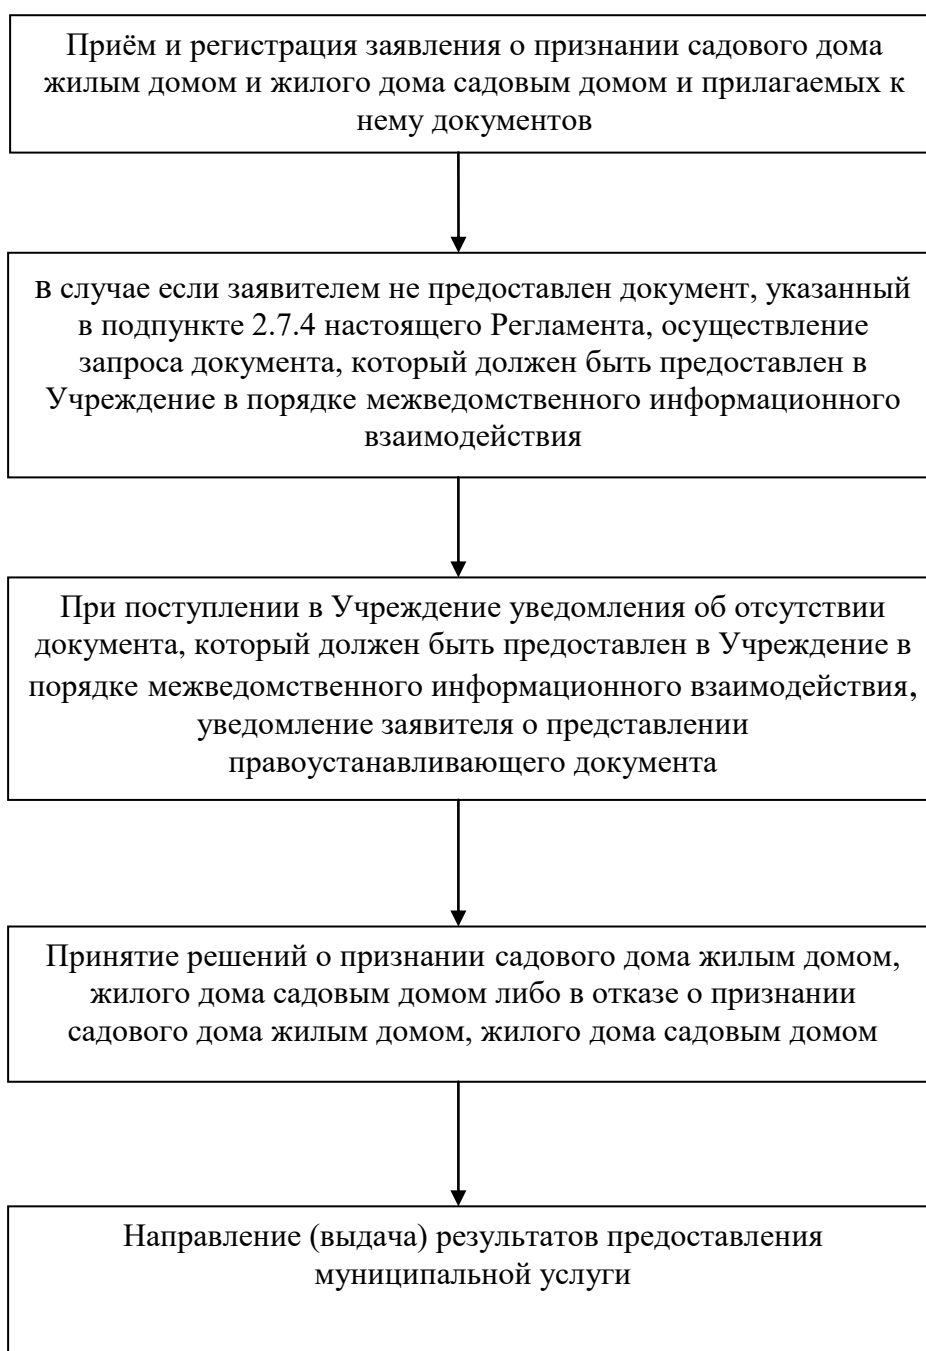 Приём и регистрация заявления о признании садового дома
жилым домом и жилого дома садовым домом и прилагаемых к
нему документов
в случае если заявителем не предоставлен документ, указанный
в подпункте 2.7.4 настоящего Регламента, осуществление
запроса документа, который должен быть предоставлен в
Учреждение в порядке межведомственного информационного
взаимодействия
При поступлении в Учреждение уведомления об отсутствии
документа, который должен быть предоставлен в Учреждение в
порядке межведомственного информационного взаимодействия,
уведомление заявителя о представлении
правоустанавливающего документа
Принятие решений о признании садового дома жилым домом,
жилого дома садовым домом либо в отказе о признании
садового дома жилым домом, жилого дома садовым домом
Направление (выдача) результатов предоставления
муниципальной услуги